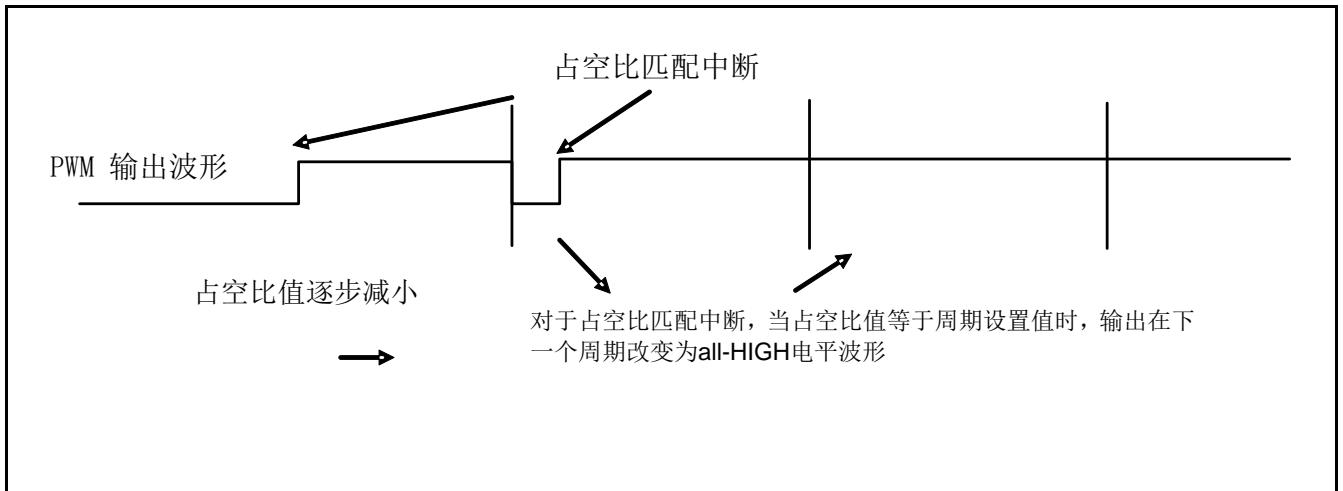 占空比匹配中断
PWM 输出波形
占空比值逐步减小
对于占空比匹配中断，当占空比值等于周期设置值时，输出在下
一个周期改变为all-HIGH电平波形